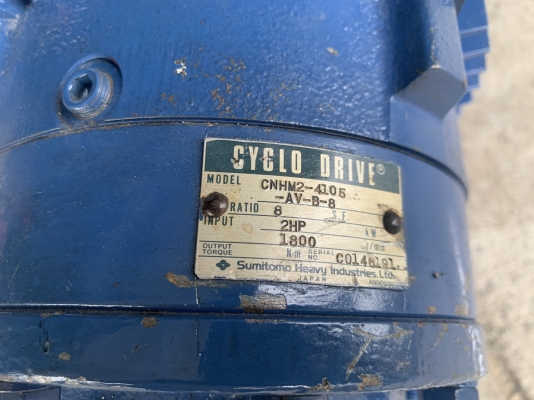 CYCLO DRIVE®
MODEL CNHM2-4105
-AV-B-8
RATIO 8 S.F.
INPUT 2HP kW
1800 r/min
OUTPUT TORQUE N·m SERIAL NO C0148191.
Sumitomo Heavy Industries, Ltd.
JAPAN